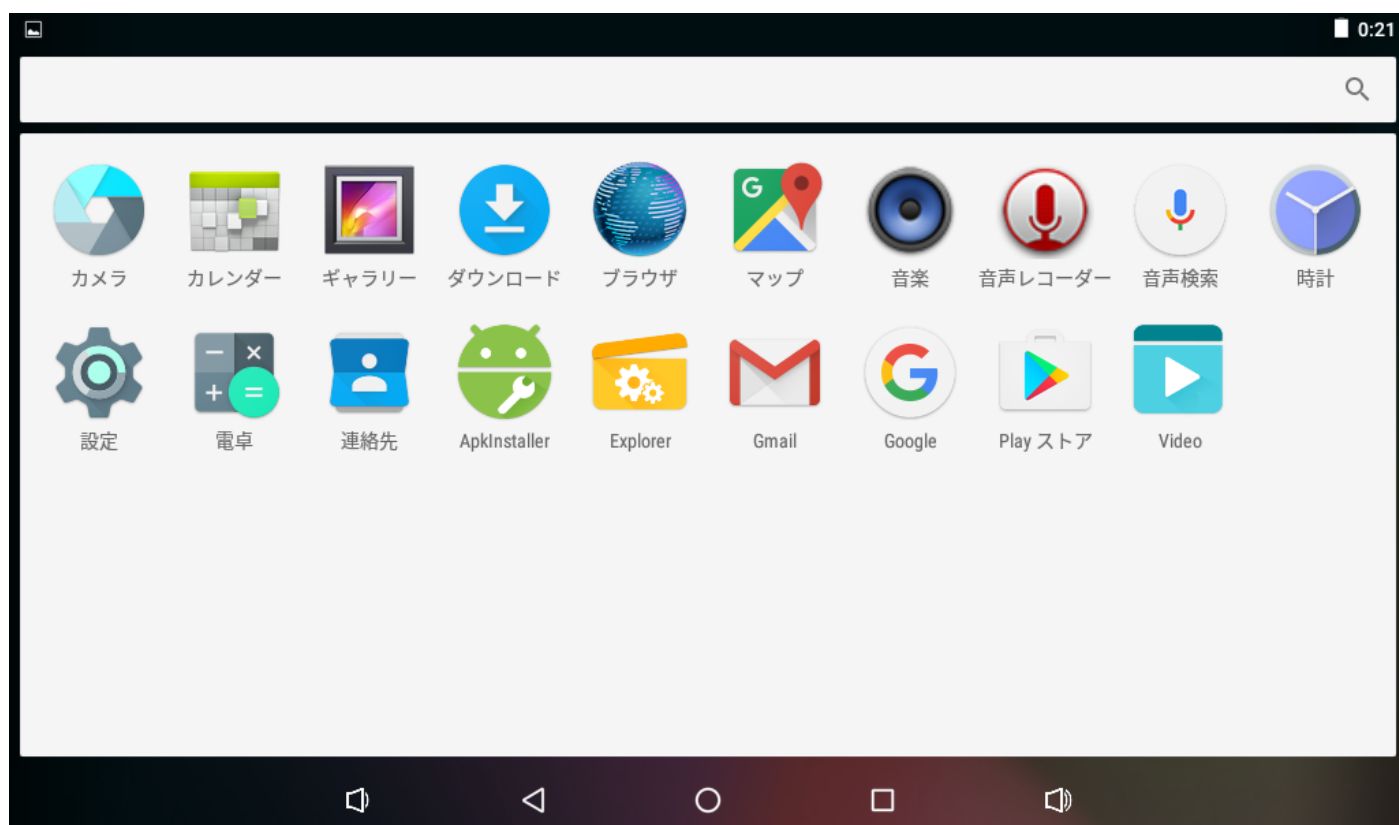 0:21
カメラ
カレンダー
ギャラリー
ダウンロード
ブラウザ
マップ
音楽
音声レコーダー
音声検索
時計
設定
電卓
連絡先
ApkInstaller
Explorer
Gmail
Google
Play ストア
Video